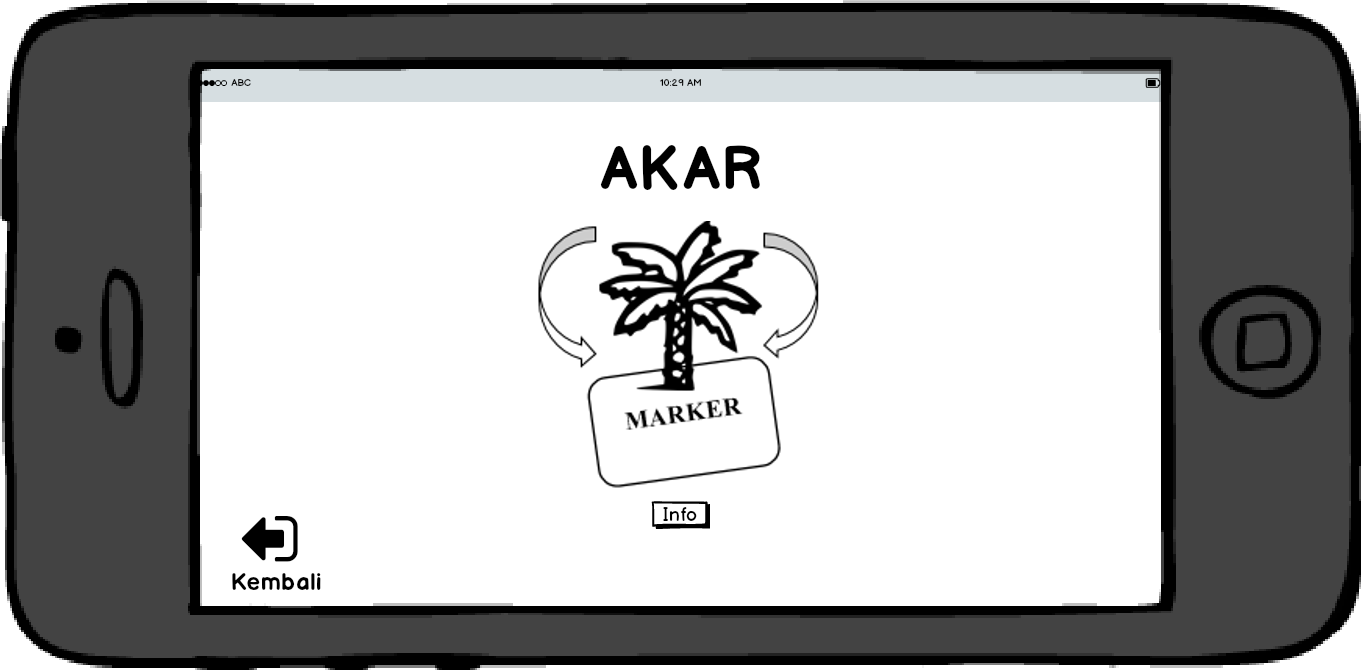 ABC
10:29 AM
AKAR
MARKER
Info
Kembali